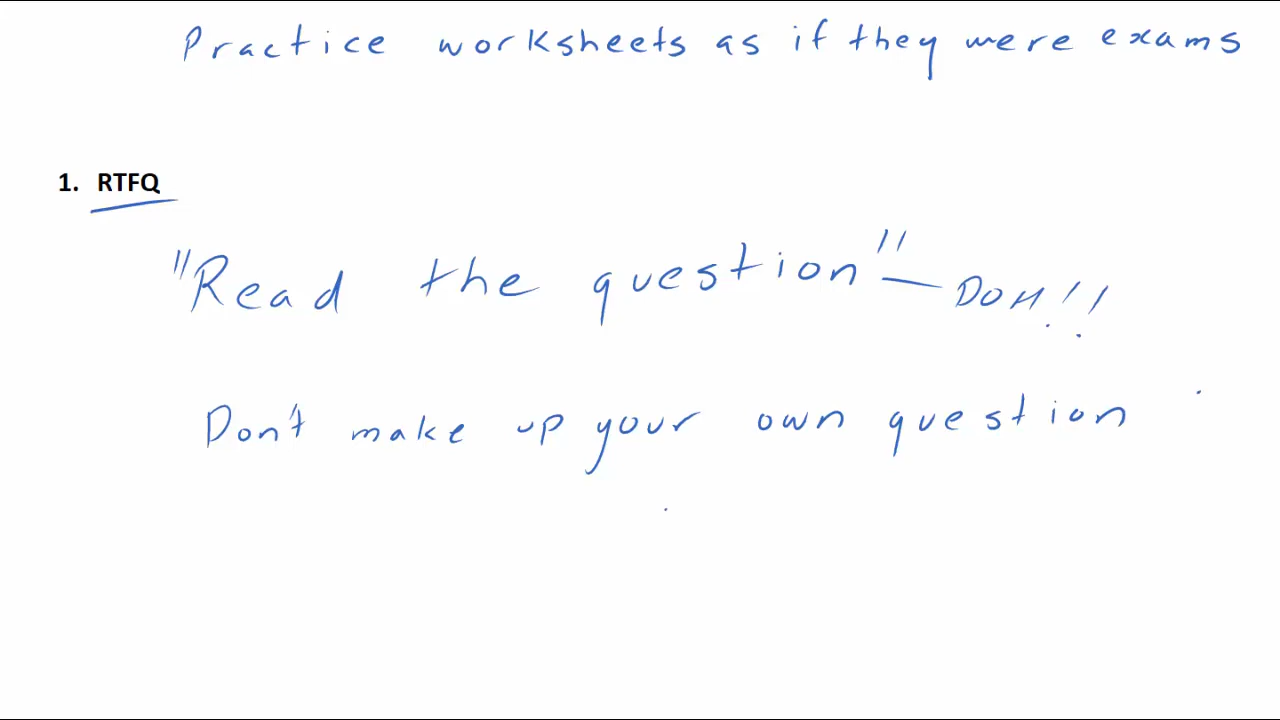 Practice worksheets as if they were exams
1. RTFQ
"Read the question" — DOH!!
Don't make up your own question